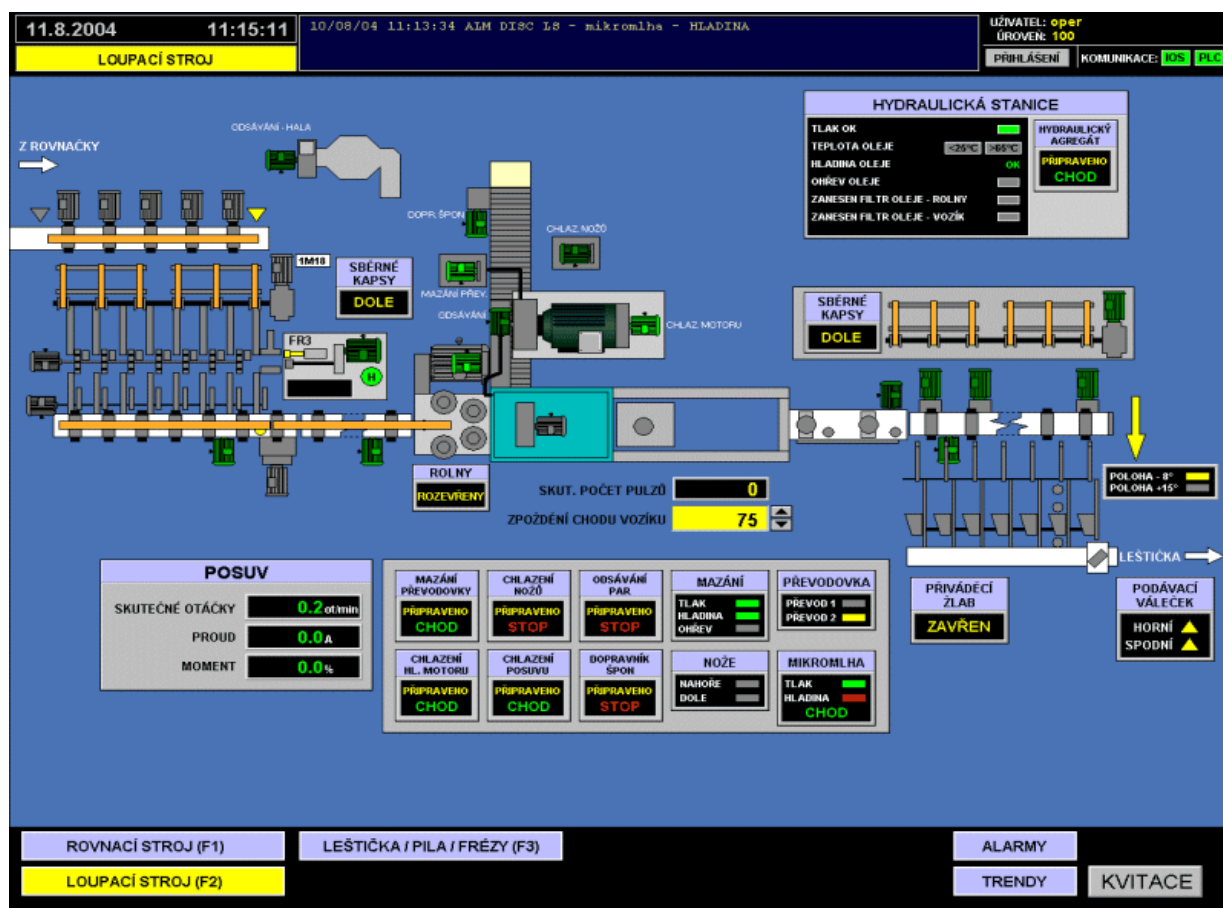 11.8.2004 11:15:11
10/08/04 11:13:34 ALM DISC LS - mikromlha - HLADINA
UŽIVATEL: oper
ÚROVEŇ: 100
LOUPACÍ STROJ
PŘIHLÁŠENÍ
KOMUNIKACE: IOS PLC
HYDRAULICKÁ STANICE
TLAK OK
TEPLOTA OLEJE <25°C >65°C
HLADINA OLEJE OK
OHŘEV OLEJE
ZANESEN FILTR OLEJE - ROLNY
ZANESEN FILTR OLEJE - VOZÍK
HYDRAULICKÝ
AGREGÁT
PŘIPRAVENO
CHOD
Z ROVNAČKY
ODSÁVÁNÍ - HALA
DOPR. ŠPON
CHLAZ. NOŽŮ
1M18
SBĚRNÉ
KAPSY
DOLE
MAZÁNÍ PŘEV.
ODSÁVÁNÍ
CHLAZ. MOTORU
SBĚRNÉ
KAPSY
DOLE
FR3
H
ROLNY
ROZEVŘENY
SKUT. POČET PULZŮ 0
ZPOŽDĚNÍ CHODU VOZÍKU 75
POLOHA - 8°
POLOHA +15°
LEŠTIČKA
POSUV
SKUTEČNÉ OTÁČKY 0.2 ot/min
PROUD 0.0 A
MOMENT 0.0 %
MAZÁNÍ
PŘEVODOVKY
PŘIPRAVENO
CHOD
CHLAZENÍ
NOŽŮ
PŘIPRAVENO
STOP
ODSÁVÁNÍ
PAR
PŘIPRAVENO
STOP
MAZÁNÍ
TLAK
HLADINA
OHŘEV
PŘEVODOVKA
PŘEVOD 1
PŘEVOD 2
CHLAZENÍ
HL. MOTORU
PŘIPRAVENO
CHOD
CHLAZENÍ
POSUVU
PŘIPRAVENO
CHOD
DOPRAVNÍK
ŠPON
PŘIPRAVENO
STOP
NOŽE
NAHOŘE
DOLE
MIKROMLHA
TLAK
HLADINA
CHOD
PŘIVÁDĚCÍ
ŽLAB
ZAVŘEN
PODÁVACÍ
VÁLEČEK
HORNÍ
SPODNÍ
ROVNACÍ STROJ (F1)
LEŠTIČKA / PILA / FRÉZY (F3)
ALARMY
LOUPACÍ STROJ (F2)
TRENDY
KVITACE